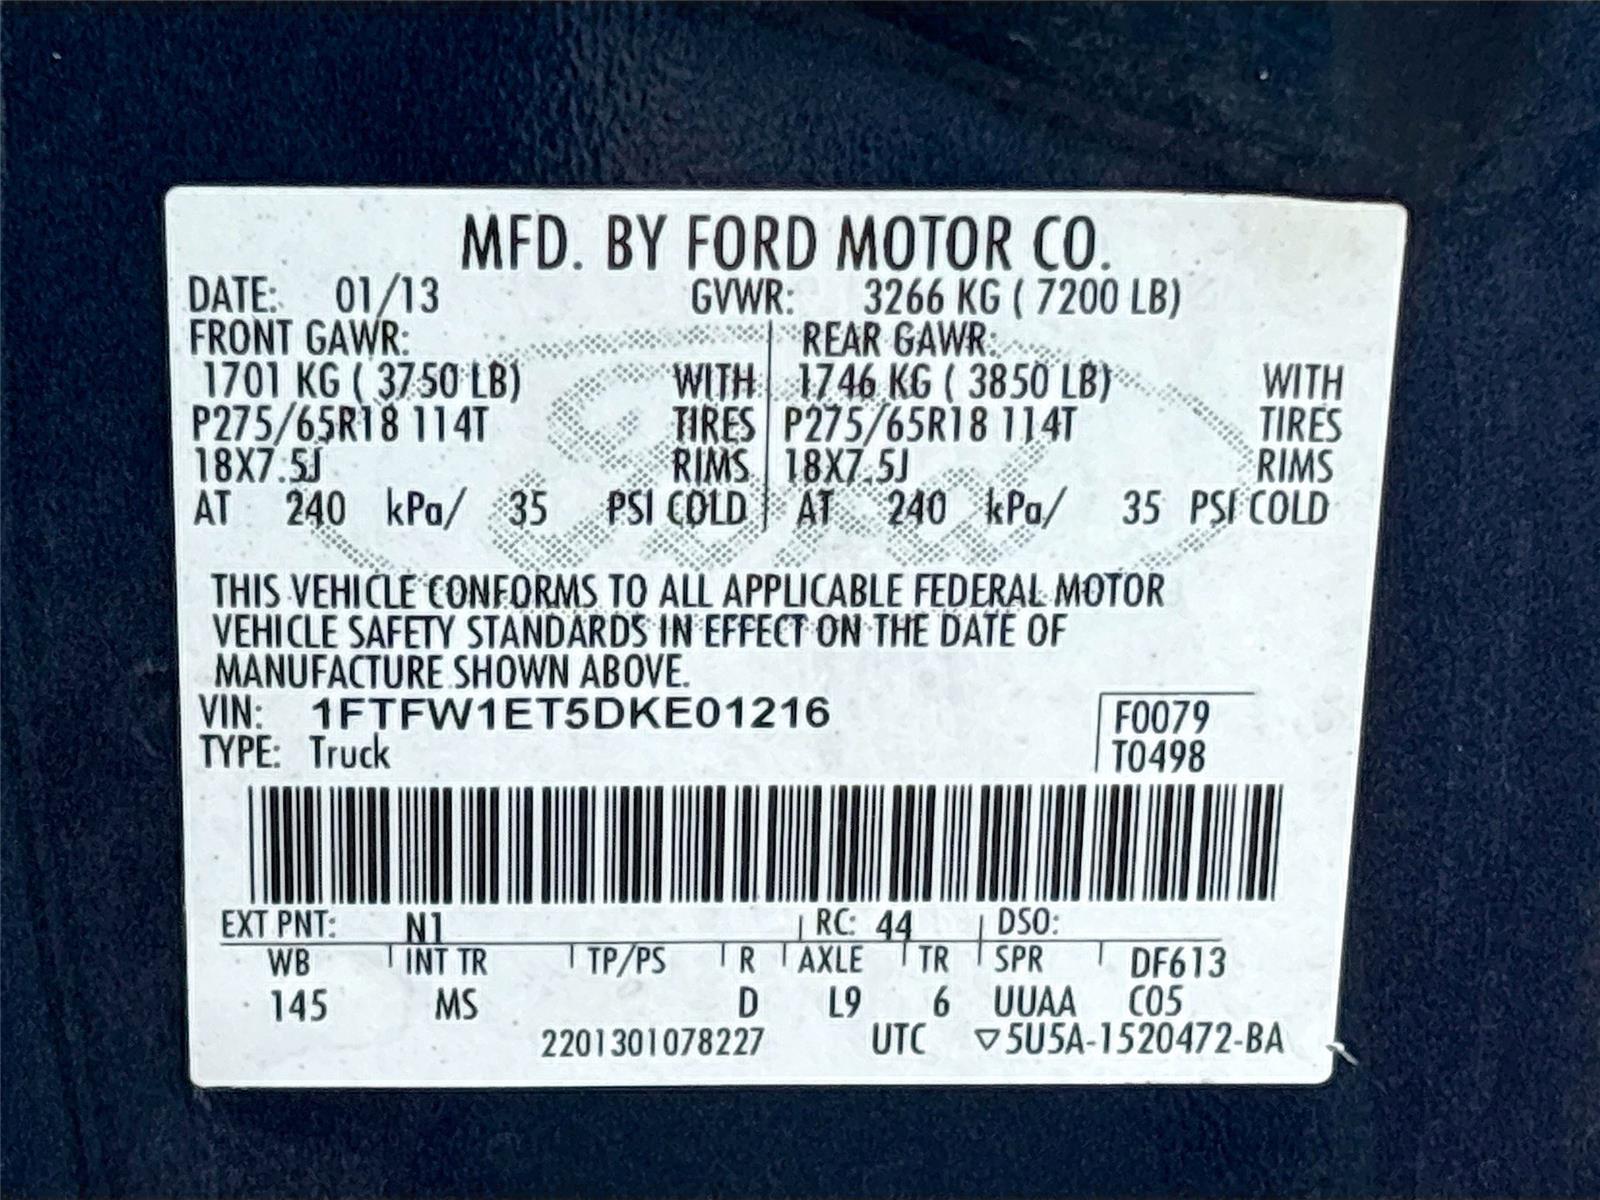 MFD. BY FORD MOTOR CO.
DATE: 01/13 GVWR: 3266 KG ( 7200 LB)
FRONT GAWR: REAR GAWR:
1701 KG ( 3750 LB) WITH 1746 KG ( 3850 LB) WITH
P275/65R18 114T TIRES P275/65R18 114T TIRES
18X7.5J RIMS 18X7.5J RIMS
AT 240 kPa/ 35 PSI COLD AT 240 kPa/ 35 PSI COLD
Ford
THIS VEHICLE CONFORMS TO ALL APPLICABLE FEDERAL MOTOR
VEHICLE SAFETY STANDARDS IN EFFECT ON THE DATE OF
MANUFACTURE SHOWN ABOVE.
VIN: 1FTFW1ET5DKE01216 F0079
TYPE: Truck T0498
EXT PNT: N1 RC: 44 DSO:
WB INT TR TP/PS R AXLE TR SPR DF613
145 MS D L9 6 UUAA C05
2201301078227 UTC ▽5U5A-1520472-BA